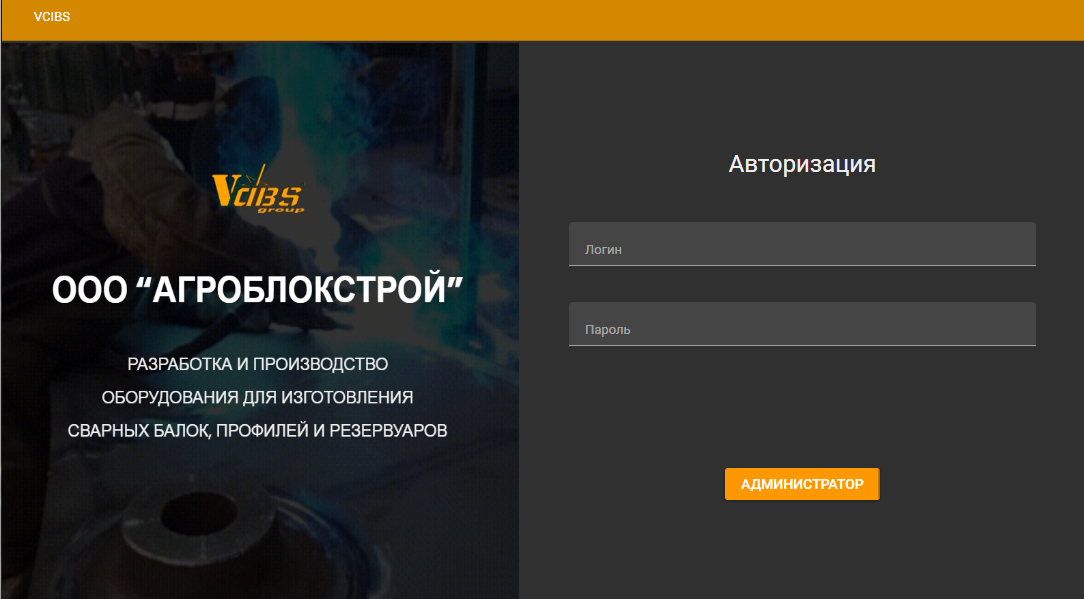 VCIBS
VCIBS
group
ООО “АГРОБЛОКСТРОЙ”
РАЗРАБОТКА И ПРОИЗВОДСТВО
ОБОРУДОВАНИЯ ДЛЯ ИЗГОТОВЛЕНИЯ
СВАРНЫХ БАЛОК, ПРОФИЛЕЙ И РЕЗЕРВУАРОВ
Авторизация
Логин
Пароль
АДМИНИСТРАТОР